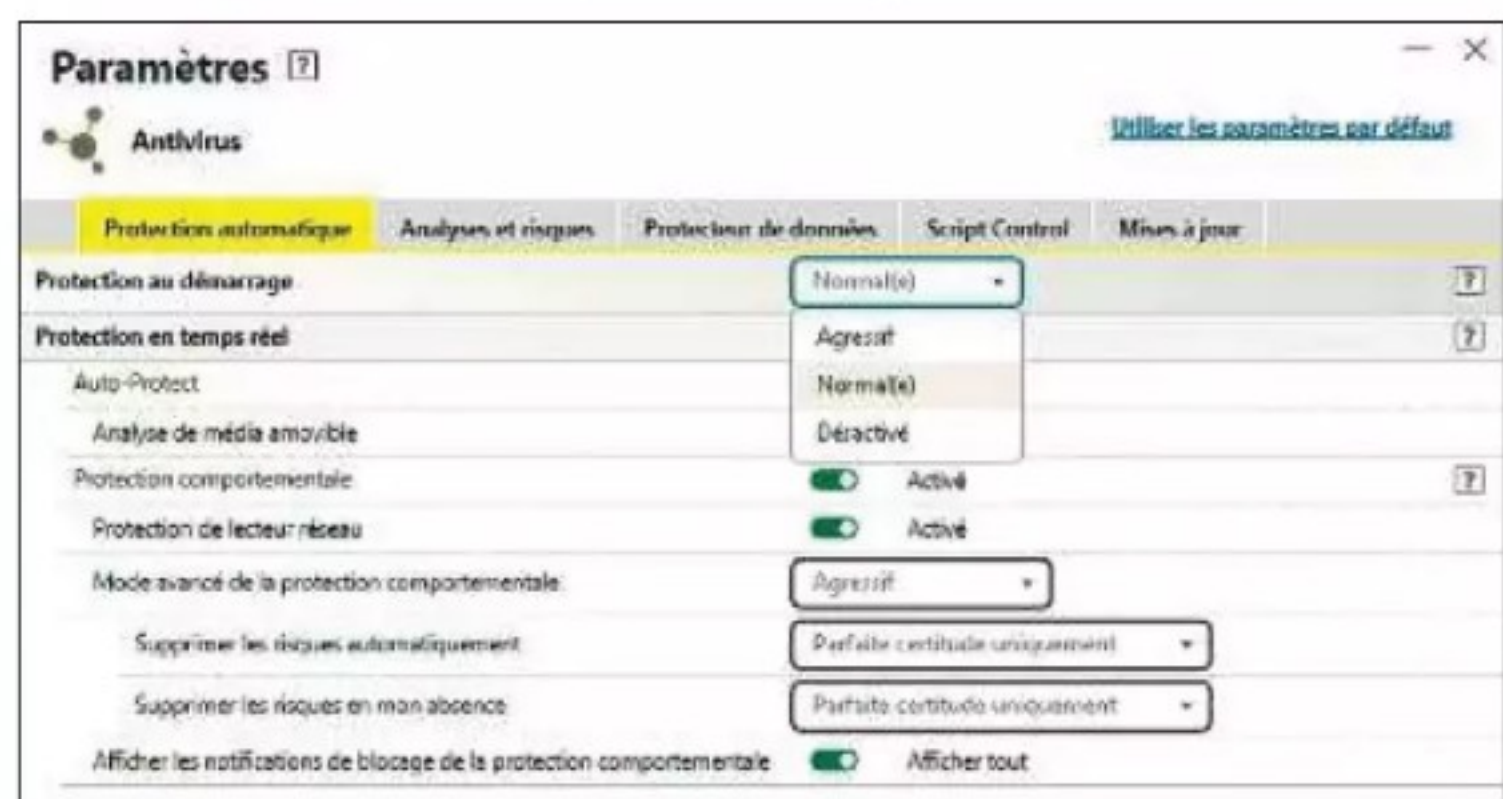 Paramètres ?
Antivirus
Utiliser les paramètres par défaut
Protection automatique Analyses et risques Protecteur de données Script Control Mises à jour
Protection au démarrage Normal(e) ?
Protection en temps réel Agressif ?
Auto-Protect Normal(e)
Analyse de média amovible Désactivé
Protection comportementale Activé ?
Protection de lecteur réseau Activé
Mode avancé de la protection comportementale Agressif
Supprimer les risques automatiquement Parfaite certitude uniquement
Supprimer les risques en mon absence Parfaite certitude uniquement
Afficher les notifications de blocage de la protection comportementale Afficher tout